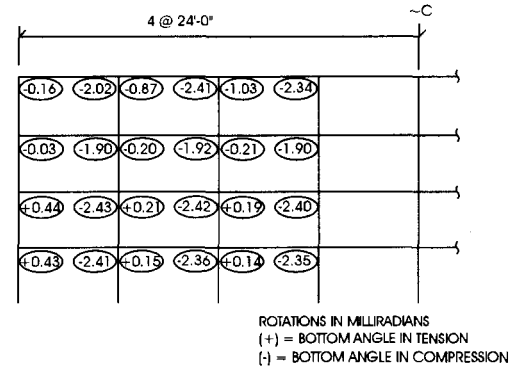 ~C
4 @ 24'-0"
-0.16 -2.02 -0.87 -2.41 -1.03 -2.34
-0.03 -1.90 -0.20 -1.92 -0.21 -1.90
+0.44 -2.43 +0.21 -2.42 +0.19 -2.40
+0.43 -2.41 +0.15 -2.36 +0.14 -2.35
ROTATIONS IN MILLIRADIANS
(+) = BOTTOM ANGLE IN TENSION
(-) = BOTTOM ANGLE IN COMPRESSION